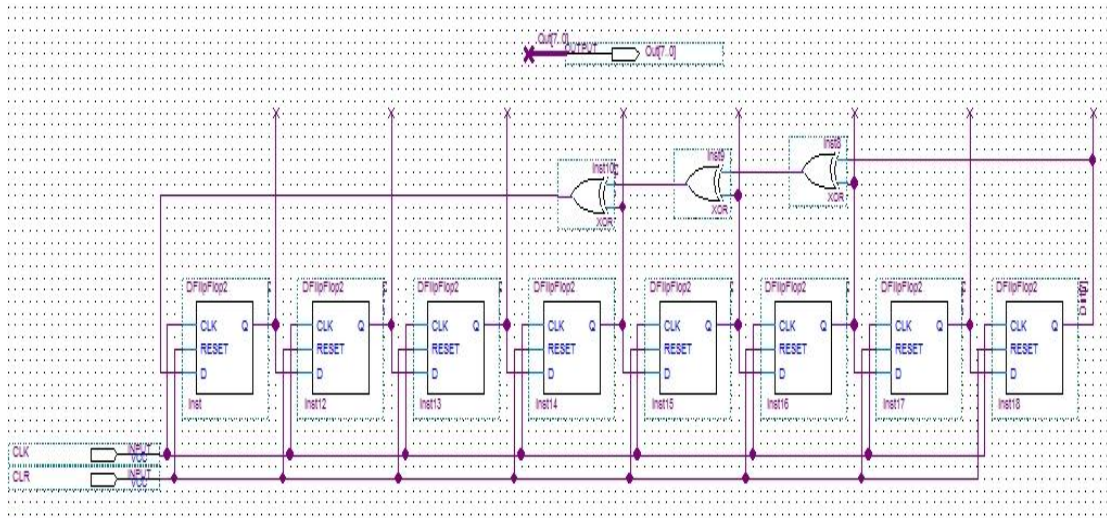 Out[7..0]
OUTPUT
Out[7..0]
inst8
inst9
inst10
XOR
XOR
XOR
DFlipFlop2
DFlipFlop2
DFlipFlop2
DFlipFlop2
DFlipFlop2
DFlipFlop2
DFlipFlop2
DFlipFlop2
CLK Q
CLK Q
CLK Q
CLK Q
CLK Q
CLK Q
CLK Q
CLK Q
RESET
RESET
RESET
RESET
RESET
RESET
RESET
RESET
D
D
D
D
D
D
D
D
inst
inst12
inst13
inst14
inst15
inst16
inst17
inst18
CLK
INPUT
VCC
CLR
INPUT
VCC